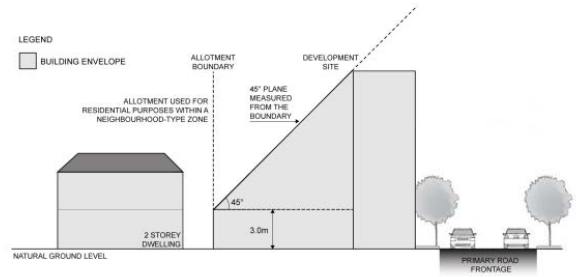 LEGEND
BUILDING ENVELOPE
ALLOTMENT
BOUNDARY
DEVELOPMENT
SITE
ALLOTMENT USED FOR
RESIDENTIAL PURPOSES WITHIN A
NEIGHBOURHOOD-TYPE ZONE
45° PLANE
MEASURED
FROM THE
BOUNDARY
45°
3.0m
2 STOREY
DWELLING
NATURAL GROUND LEVEL
PRIMARY ROAD
FRONTAGE